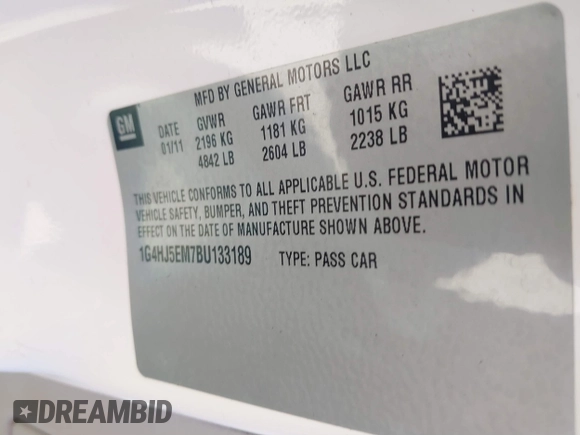 MFD BY GENERAL MOTORS LLC
GM
DATE GVWR GAWR FRT GAWR RR
01/11 2196 KG 1181 KG 1015 KG
4842 LB 2604 LB 2238 LB
THIS VEHICLE CONFORMS TO ALL APPLICABLE U.S. FEDERAL MOTOR
VEHICLE SAFETY, BUMPER, AND THEFT PREVENTION STANDARDS IN
EFFECT ON THE DATE OF MANUFACTURE SHOWN ABOVE.
1G4HJ5EM7BU133189 TYPE: PASS CAR
DREAMBID